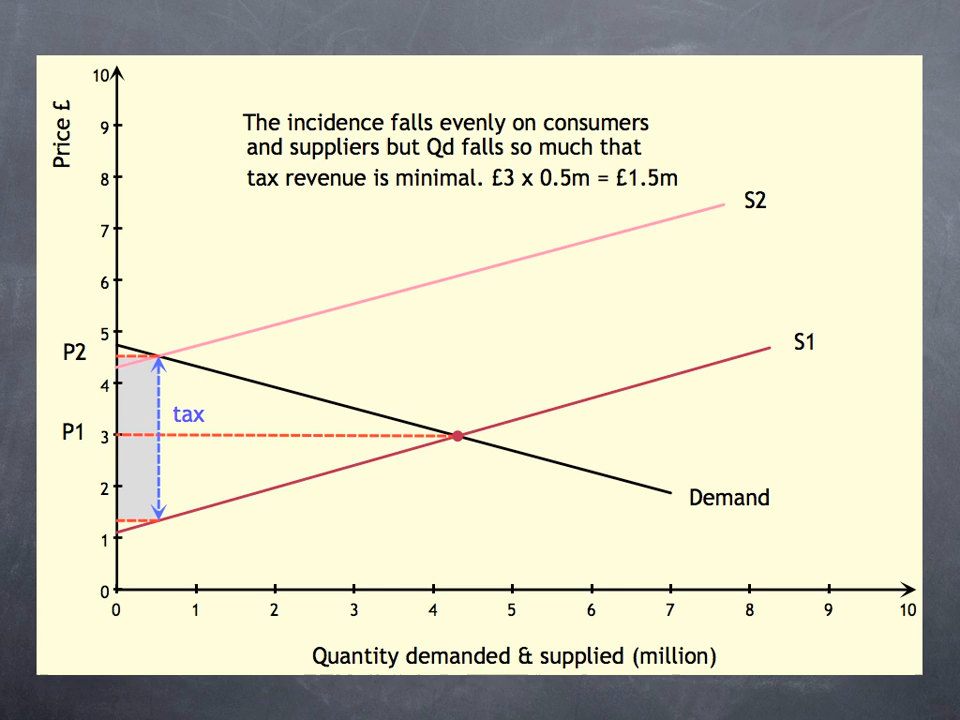 10
Price £
The incidence falls evenly on consumers
and suppliers but Qd falls so much that
tax revenue is minimal. £3 x 0.5m = £1.5m
9
8
S2
7
6
5
S1
P2
4
tax
P1
3
2
Demand
1
0
0 1 2 3 4 5 6 7 8 9 10
Quantity demanded & supplied (million)